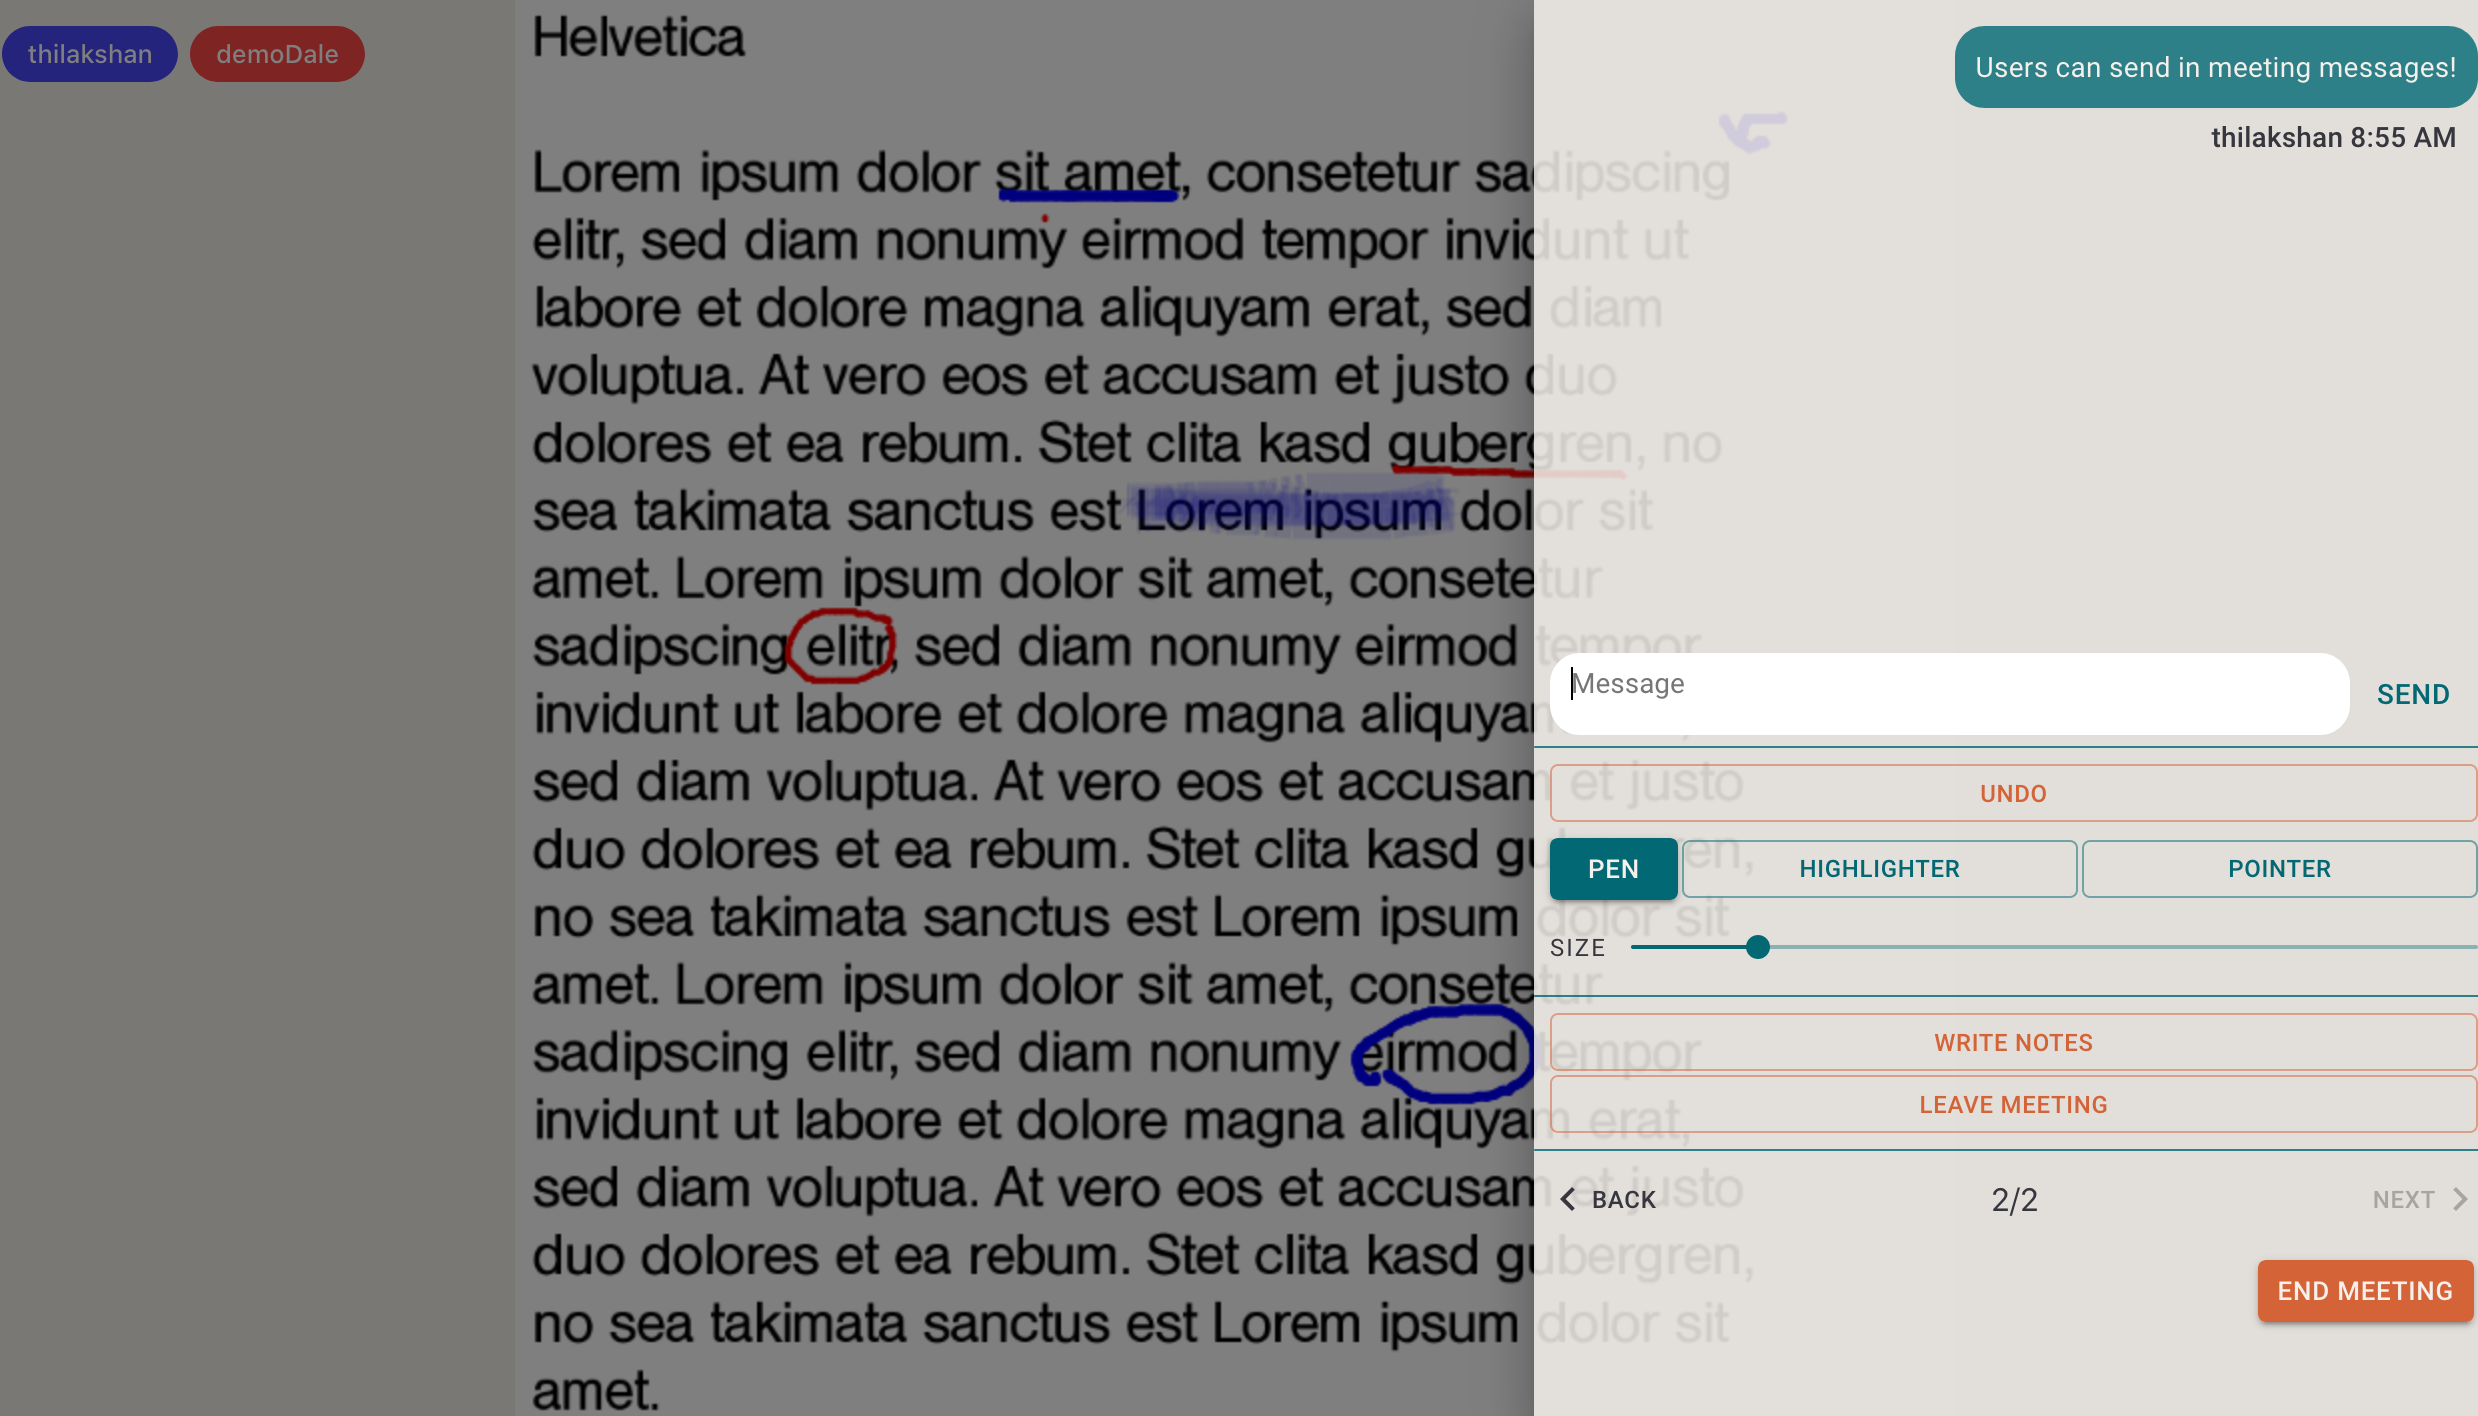 thilakshan demoDale
Helvetica
Lorem ipsum dolor sit amet, consetetur sadipscing
elitr, sed diam nonumy eirmod tempor invidunt ut
labore et dolore magna aliquyam erat, sed diam
voluptua. At vero eos et accusam et justo duo
dolores et ea rebum. Stet clita kasd gubergren, no
sea takimata sanctus est Lorem ipsum dolor sit
amet. Lorem ipsum dolor sit amet, consetetur
sadipscing elitr, sed diam nonumy eirmod tempor
invidunt ut labore et dolore magna
sed diam voluptua. At vero eos et accusam et justo
duo dolores et ea rebum. Stet clita kasd
no sea takimata sanctus est Lorem ipsum dolor sit
amet. Lorem ipsum dolor sit amet, consetetur
sadipscing elitr, sed diam nonumy eirmod tempor
invidunt ut labore et dolore magna aliquyam erat,
sed diam voluptua. At vero eos et accusam et justo
duo dolores et ea rebum. Stet clita kasd gubergren,
no sea takimata sanctus est Lorem ipsum dolor sit
amet.
Users can send in meeting messages!
thilakshan 8:55 AM
Message
SEND
UNDO
PEN HIGHLIGHTER POINTER
SIZE
WRITE NOTES
LEAVE MEETING
BACK 2/2 NEXT
END MEETING